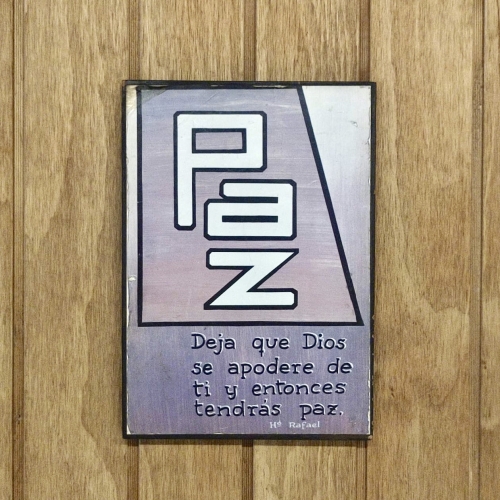 Paz
Deja que Dios
se apodere de
ti y entonces
tendrás paz.
Hº Rafael